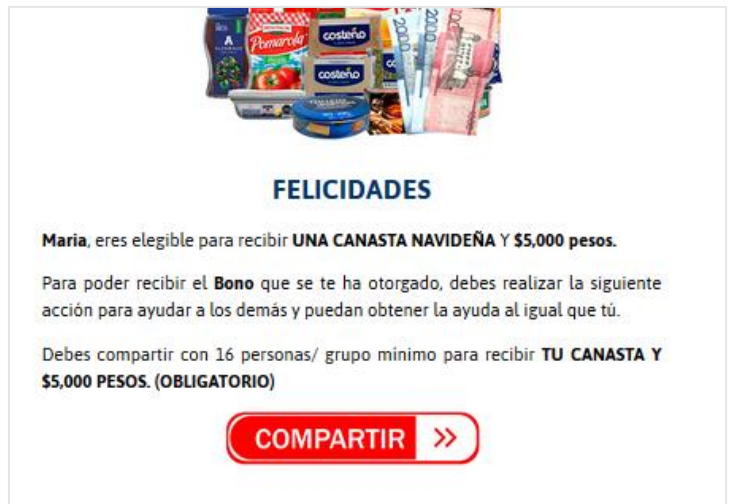 Pomarola
costeño
costeño
2000
2000
FELICIDADES
Maria, eres elegible para recibir UNA CANASTA NAVIDEÑA Y $5,000 pesos.
Para poder recibir el Bono que se te ha otorgado, debes realizar la siguiente
acción para ayudar a los demás y puedan obtener la ayuda al igual que tú.
Debes compartir con 16 personas/ grupo minimo para recibir TU CANASTA Y
$5,000 PESOS. (OBLIGATORIO)
COMPARTIR >>